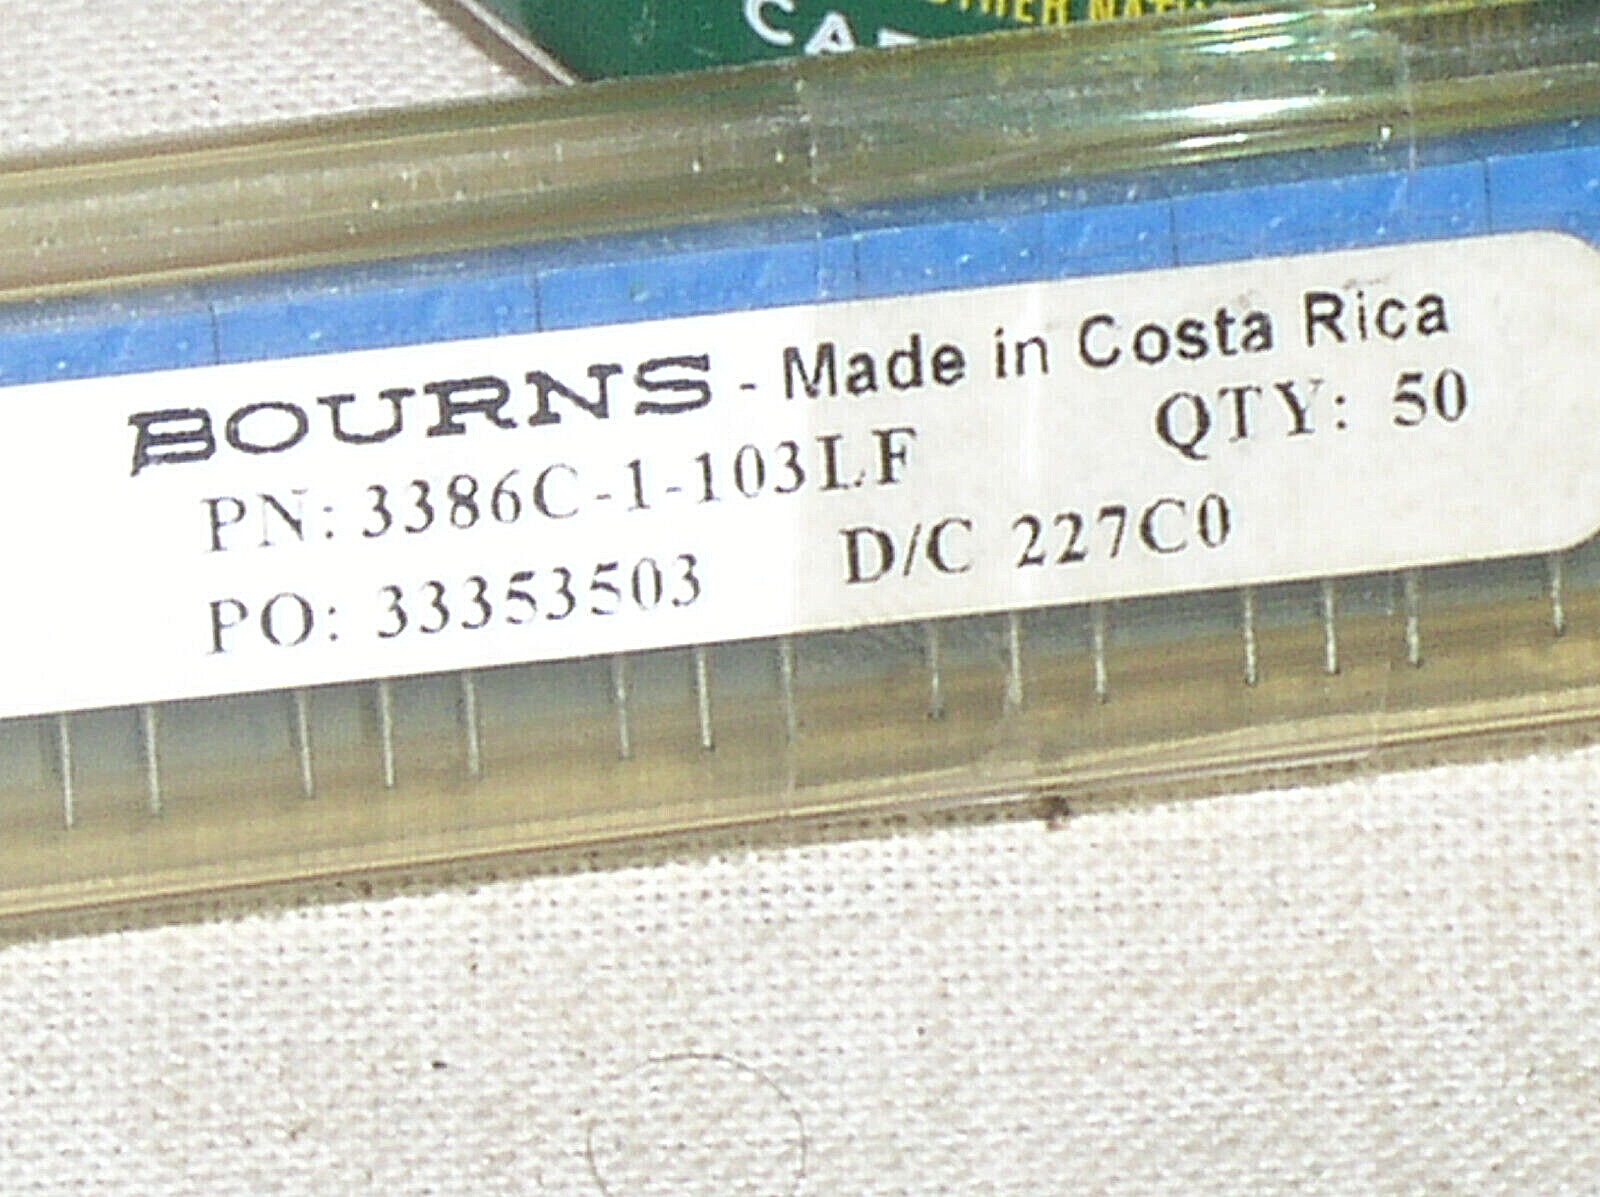 BOURNS - Made in Costa Rica
PN: 3386C-1-103LF QTY: 50
PO: 33353503 D/C 227C0